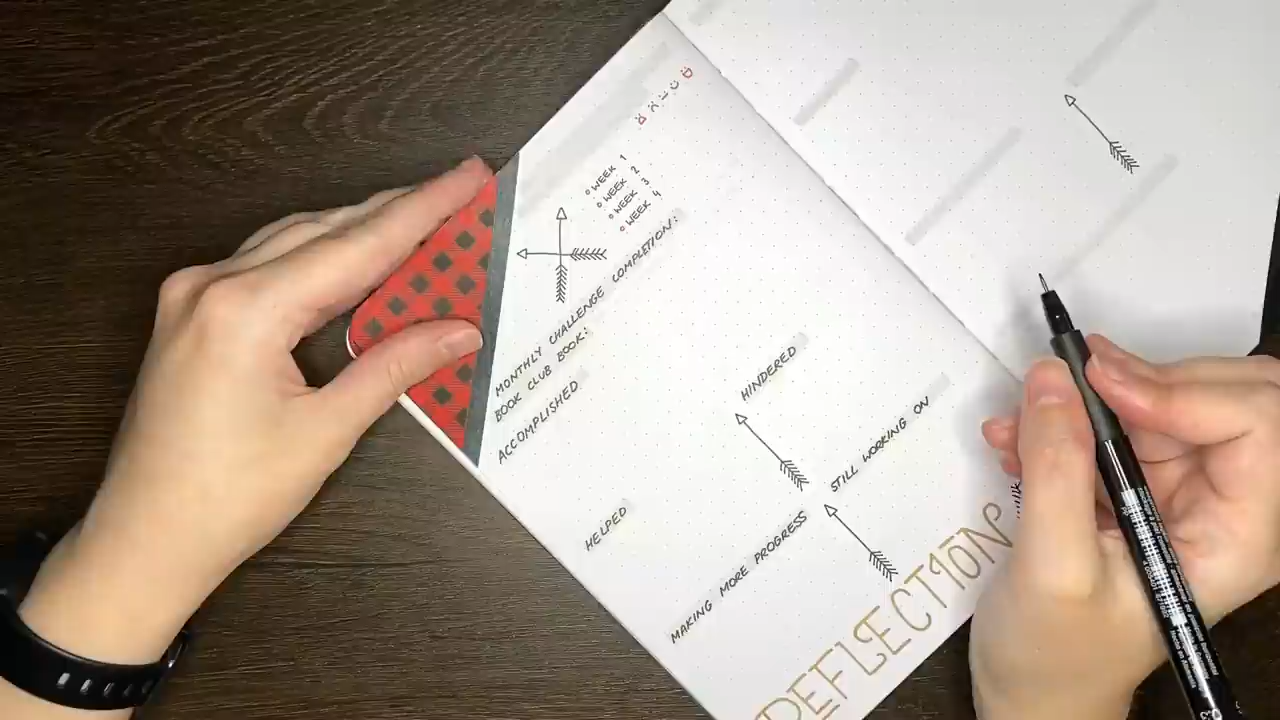 WEEK 1
WEEK 2
WEEK 3
WEEK 4
MONTHLY CHALLENGE COMPLETION:
BOOK CLUB BOOK:
ACCOMPLISHED
HINDERED
HELPED
STILL WORKING ON
MAKING MORE PROGRESS
REFLECTION